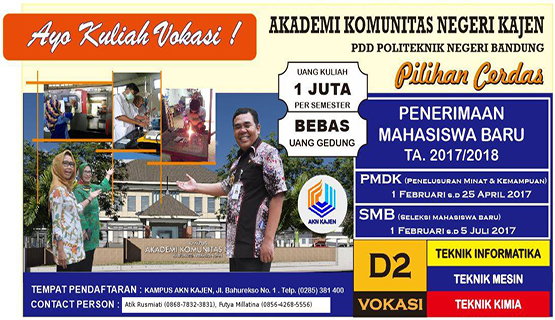 Ayo Kuliah Vokasi !
AKADEMI KOMUNITAS NEGERI KAJEN
PDD POLITEKNIK NEGERI BANDUNG
Pilihan Cerdas
UANG KULIAH
1 JUTA
PER SEMESTER
BEBAS
UANG GEDUNG
PENERIMAAN
MAHASISWA BARU
TA. 2017/2018
PMDK (PENELUSURAN MINAT & KEMAMPUAN)
1 FEBRUARI S.D 25 APRIL 2017
SMB (SELEKSI MAHASISWA BARU)
1 FEBRUARI S.D 5 JULI 2017
AKN KAJEN
AKADEMI KOMUNITAS
D2
VOKASI
TEKNIK INFORMATIKA
TEKNIK MESIN
TEKNIK KIMIA
TEMPAT PENDAFTARAN : KAMPUS AKN KAJEN, Jl. Bahurekso No. 1 . Telp. (0285) 381 400
CONTACT PERSON : Atik Rusmiati (0868-7832-3831), Futya Millatina (0856-4268-5556)